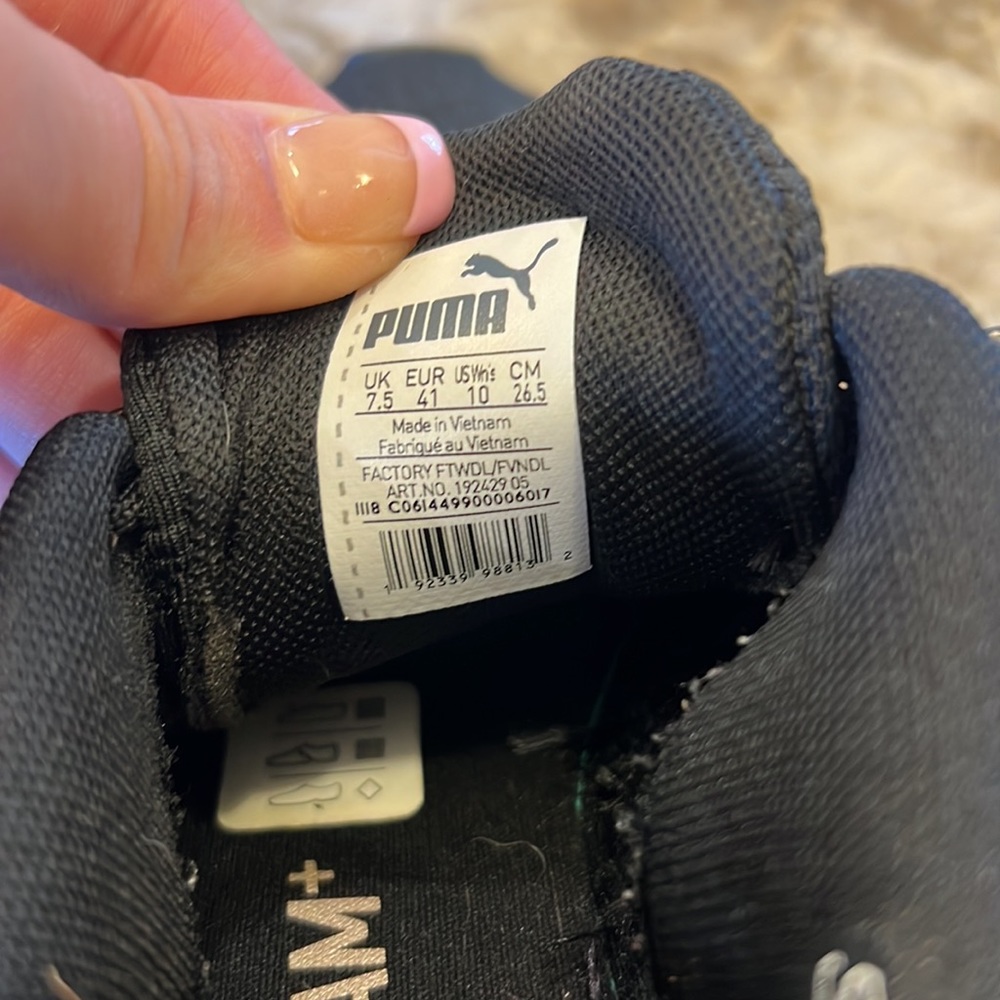 PUMA
UK EUR US Wn's CM
7.5 41 10 26.5
Made in Vietnam
Fabriqué au Vietnam
FACTORY FTWDL/FVNDL
ART.NO. 192429 05
1118 C061449900006017
1 92339 98813 2
AM+